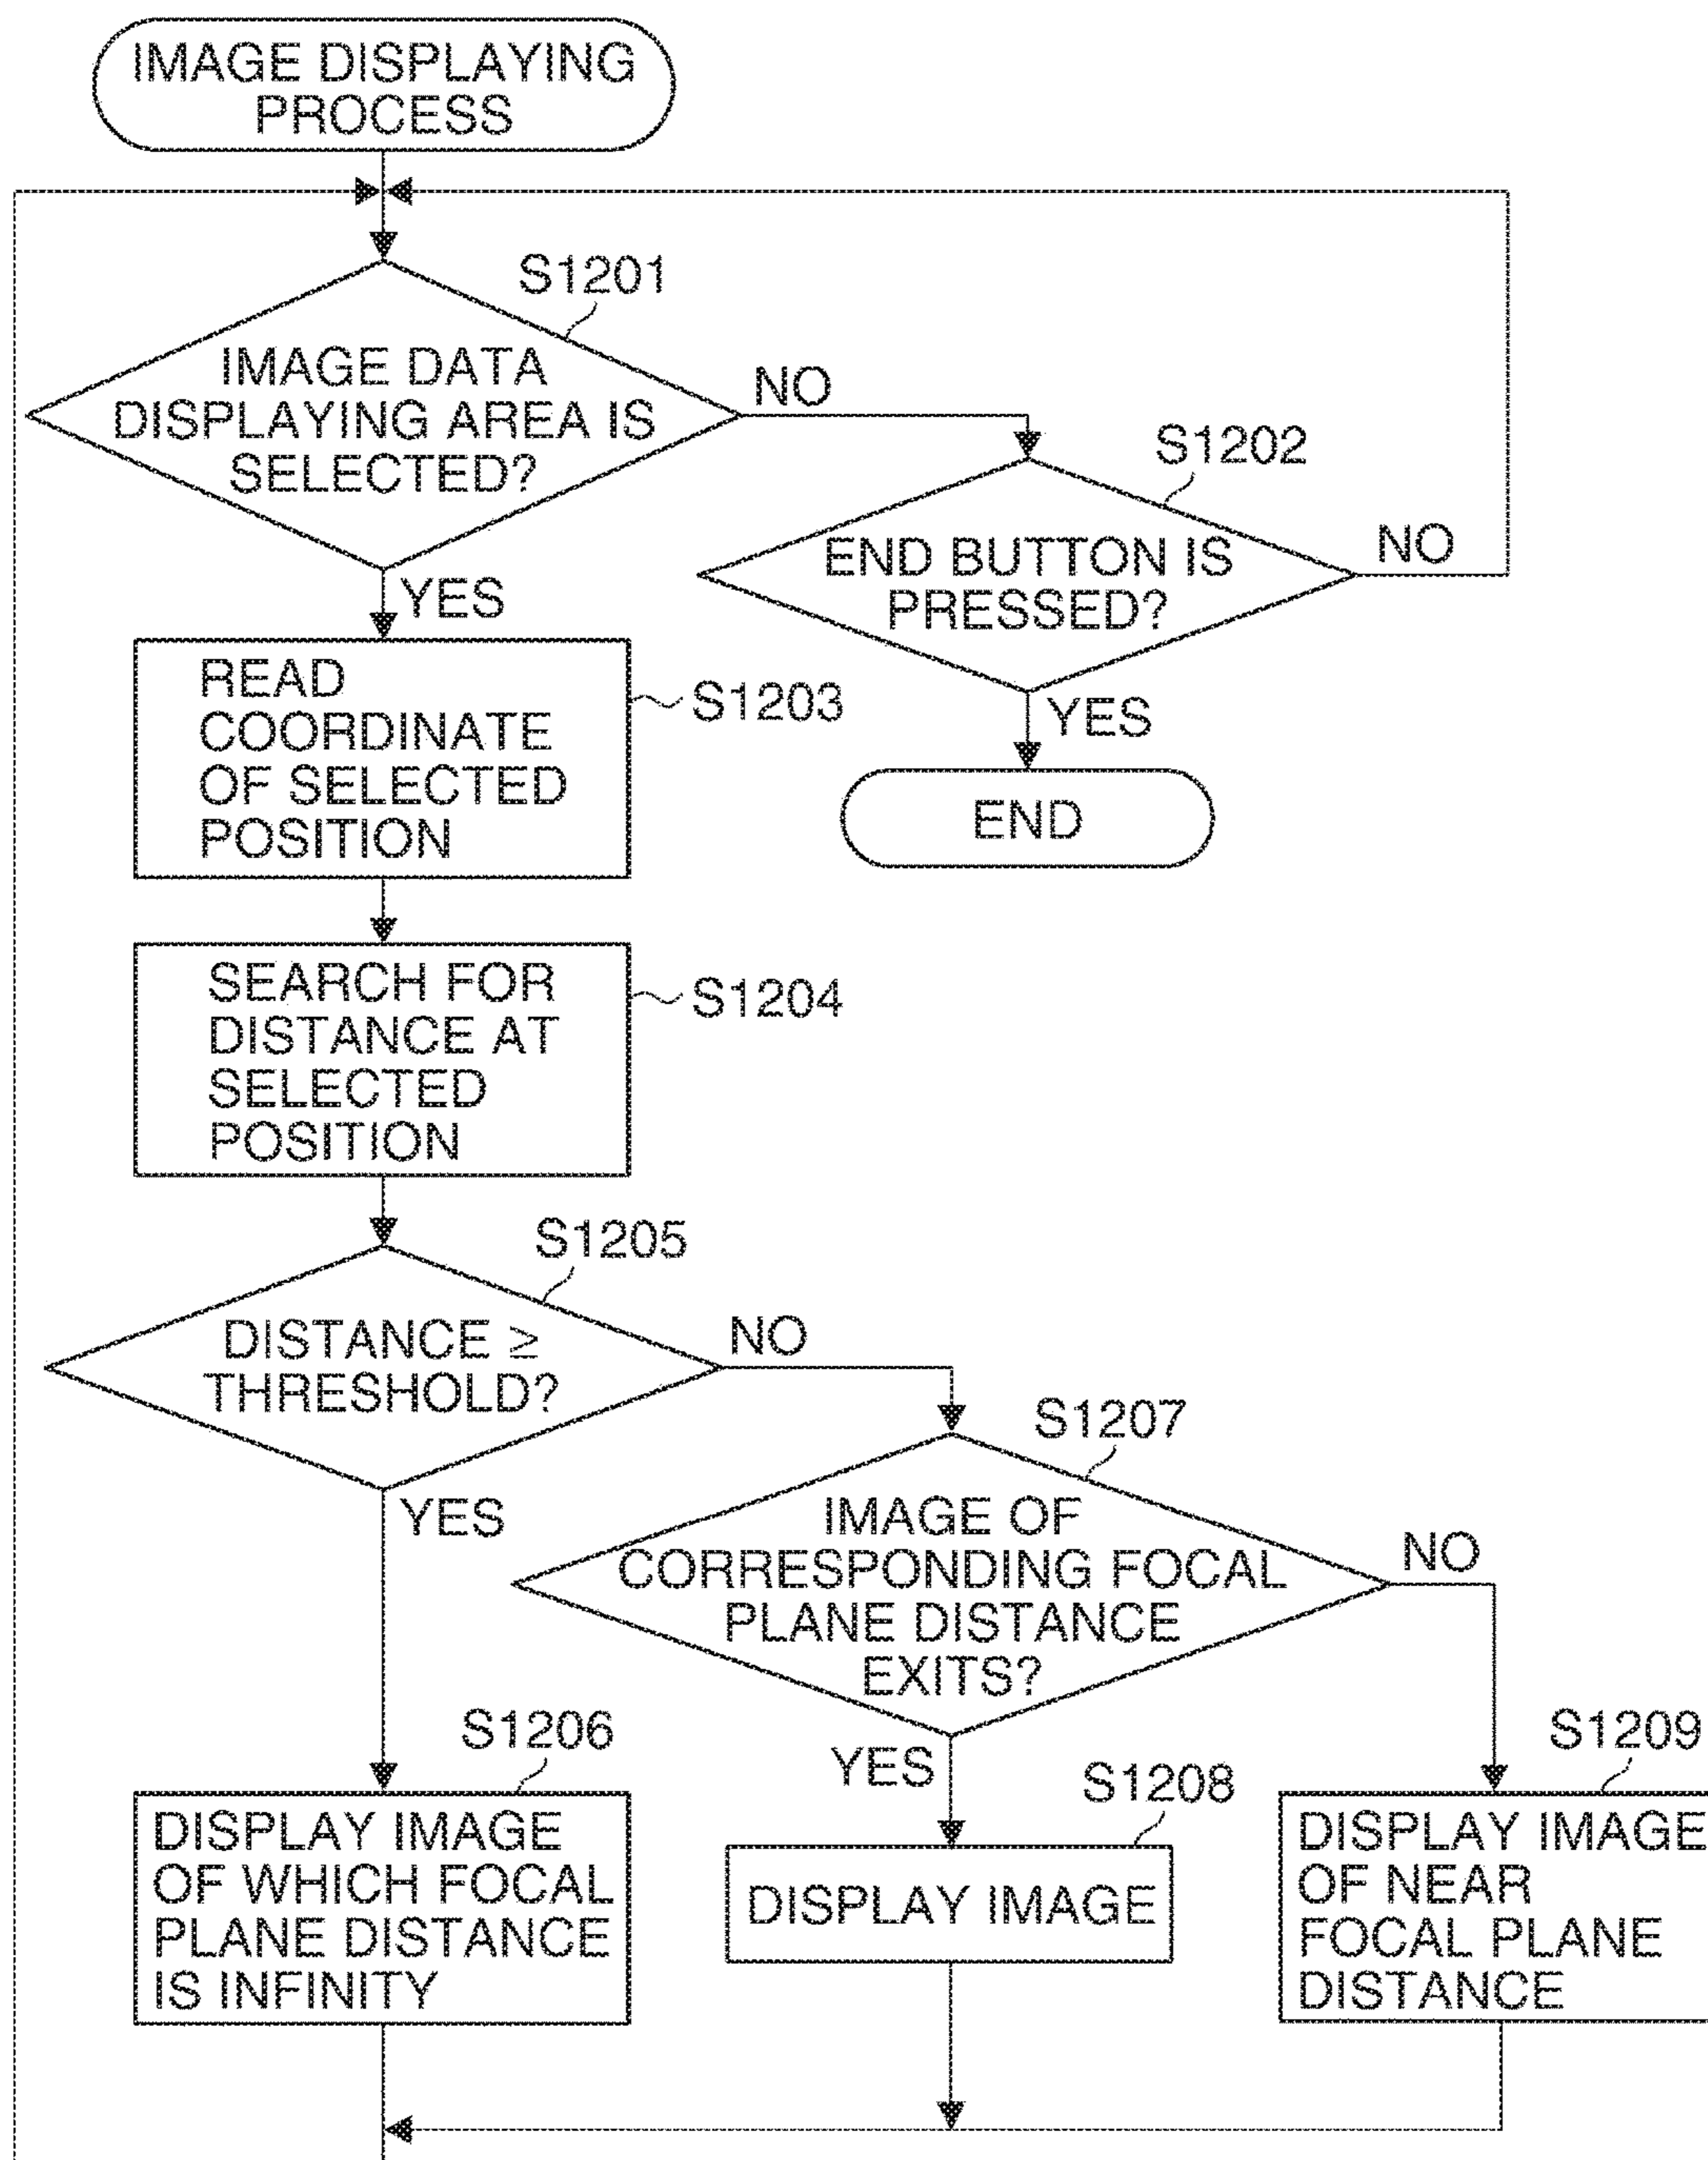 IMAGE DISPLAYING
PROCESS
S1201
IMAGE DATA
DISPLAYING AREA IS
SELECTED?
NO
S1202
END BUTTON IS
PRESSED?
NO
YES
YES
END
READ
COORDINATE
OF SELECTED
POSITION
S1203
SEARCH FOR
DISTANCE AT
SELECTED
POSITION
S1204
S1205
DISTANCE ≥
THRESHOLD?
NO
YES
S1207
IMAGE OF
CORRESPONDING FOCAL
PLANE DISTANCE
EXITS?
NO
YES
S1206
DISPLAY IMAGE
OF WHICH FOCAL
PLANE DISTANCE
IS INFINITY
S1208
DISPLAY IMAGE
S1209
DISPLAY IMAGE
OF NEAR
FOCAL PLANE
DISTANCE